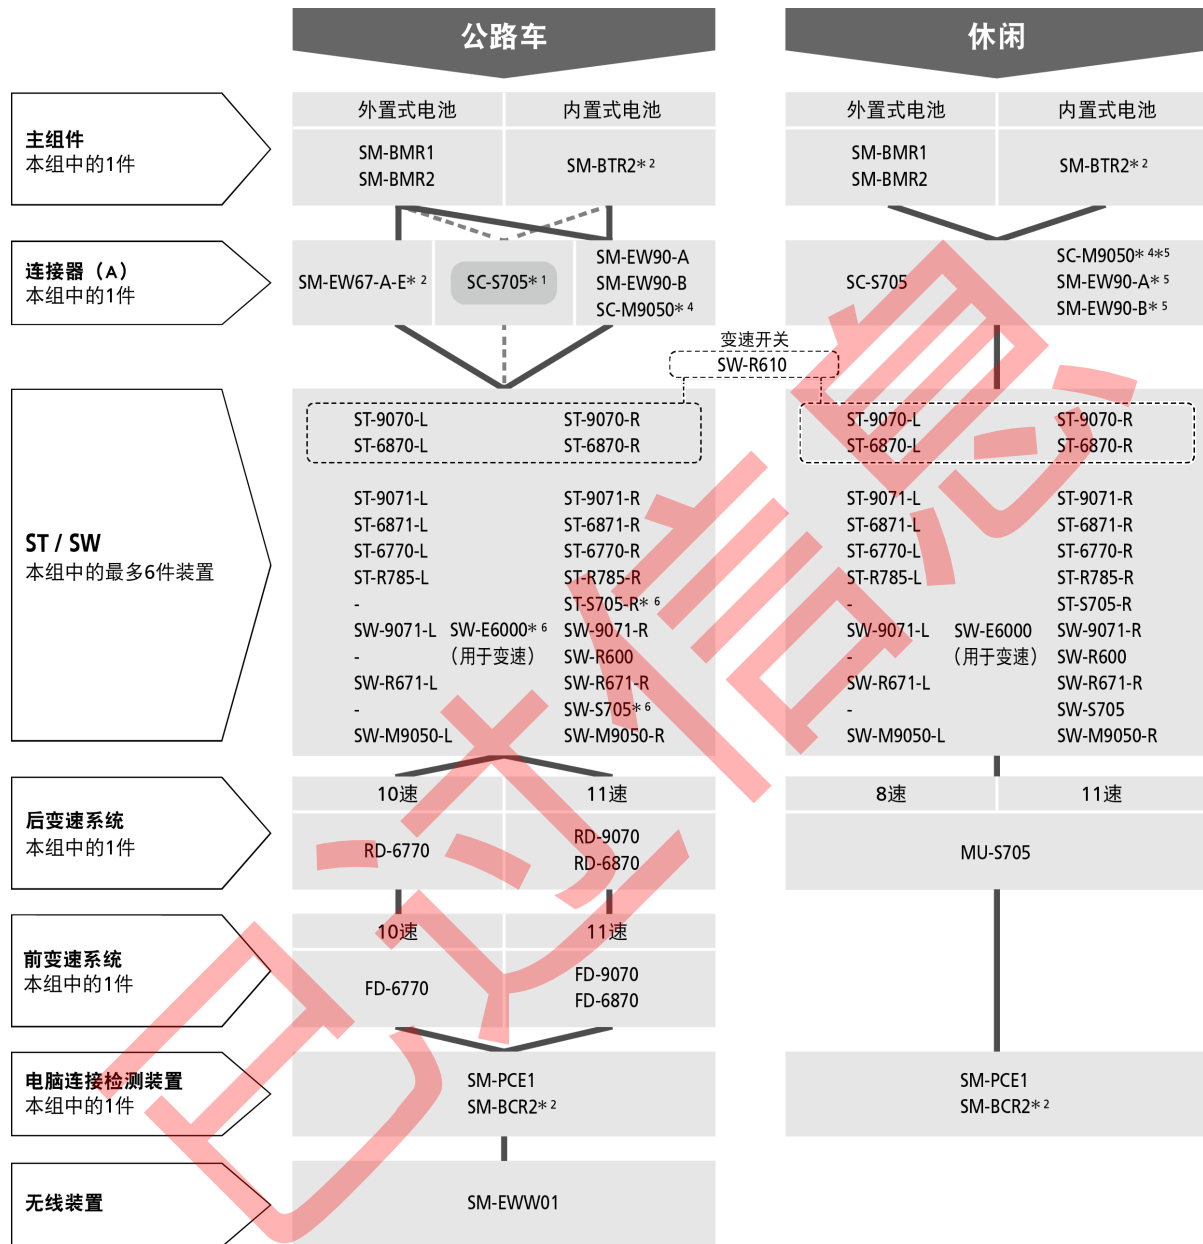 公路车
休闲
主组件
本组中的1件
外置式电池
内置式电池
SM-BMR1
SM-BMR2
SM-BTR2*2
外置式电池
内置式电池
SM-BMR1
SM-BMR2
SM-BTR2*2
连接器（A）
本组中的1件
SM-EW67-A-E*2
SC-S705*1
SM-EW90-A
SM-EW90-B
SC-M9050*4
SC-S705
SC-M9050*4*5
SM-EW90-A*5
SM-EW90-B*5
变速开关
SW-R610
ST / SW
本组中的最多6件装置
ST-9070-L ST-9070-R
ST-6870-L ST-6870-R
ST-9071-L ST-9071-R
ST-6871-L ST-6871-R
ST-6770-L ST-6770-R
ST-R785-L ST-R785-R
- ST-S705-R*6
SW-9071-L SW-E6000*6 SW-9071-R
- （用于变速） SW-R600
SW-R671-L SW-R671-R
- SW-S705*6
SW-M9050-L SW-M9050-R
ST-9070-L ST-9070-R
ST-6870-L ST-6870-R
ST-9071-L ST-9071-R
ST-6871-L ST-6871-R
ST-6770-L ST-6770-R
ST-R785-L ST-R785-R
- ST-S705-R
SW-9071-L SW-E6000 SW-9071-R
- （用于变速） SW-R600
SW-R671-L SW-R671-R
- SW-S705
SW-M9050-L SW-M9050-R
后变速系统
本组中的1件
10速
11速
RD-6770
RD-9070
RD-6870
8速
11速
MU-S705
前变速系统
本组中的1件
10速
11速
FD-6770
FD-9070
FD-6870
电脑连接检测装置
本组中的1件
SM-PCE1
SM-BCR2*2
SM-PCE1
SM-BCR2*2
无线装置
SM-EWW01
已过信息